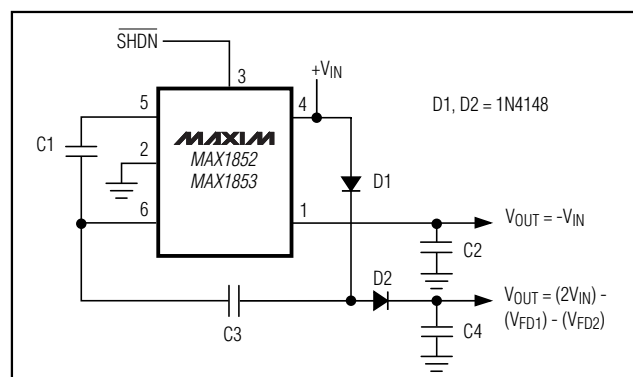 SHDN
+VIN
3
5
4
D1, D2 = 1N4148
C1
MAXIM
2
MAX1852
MAX1853
D1
6
1
VOUT = -VIN
C2
D2
VOUT = (2VIN) -
(VFD1) - (VFD2)
C3
C4